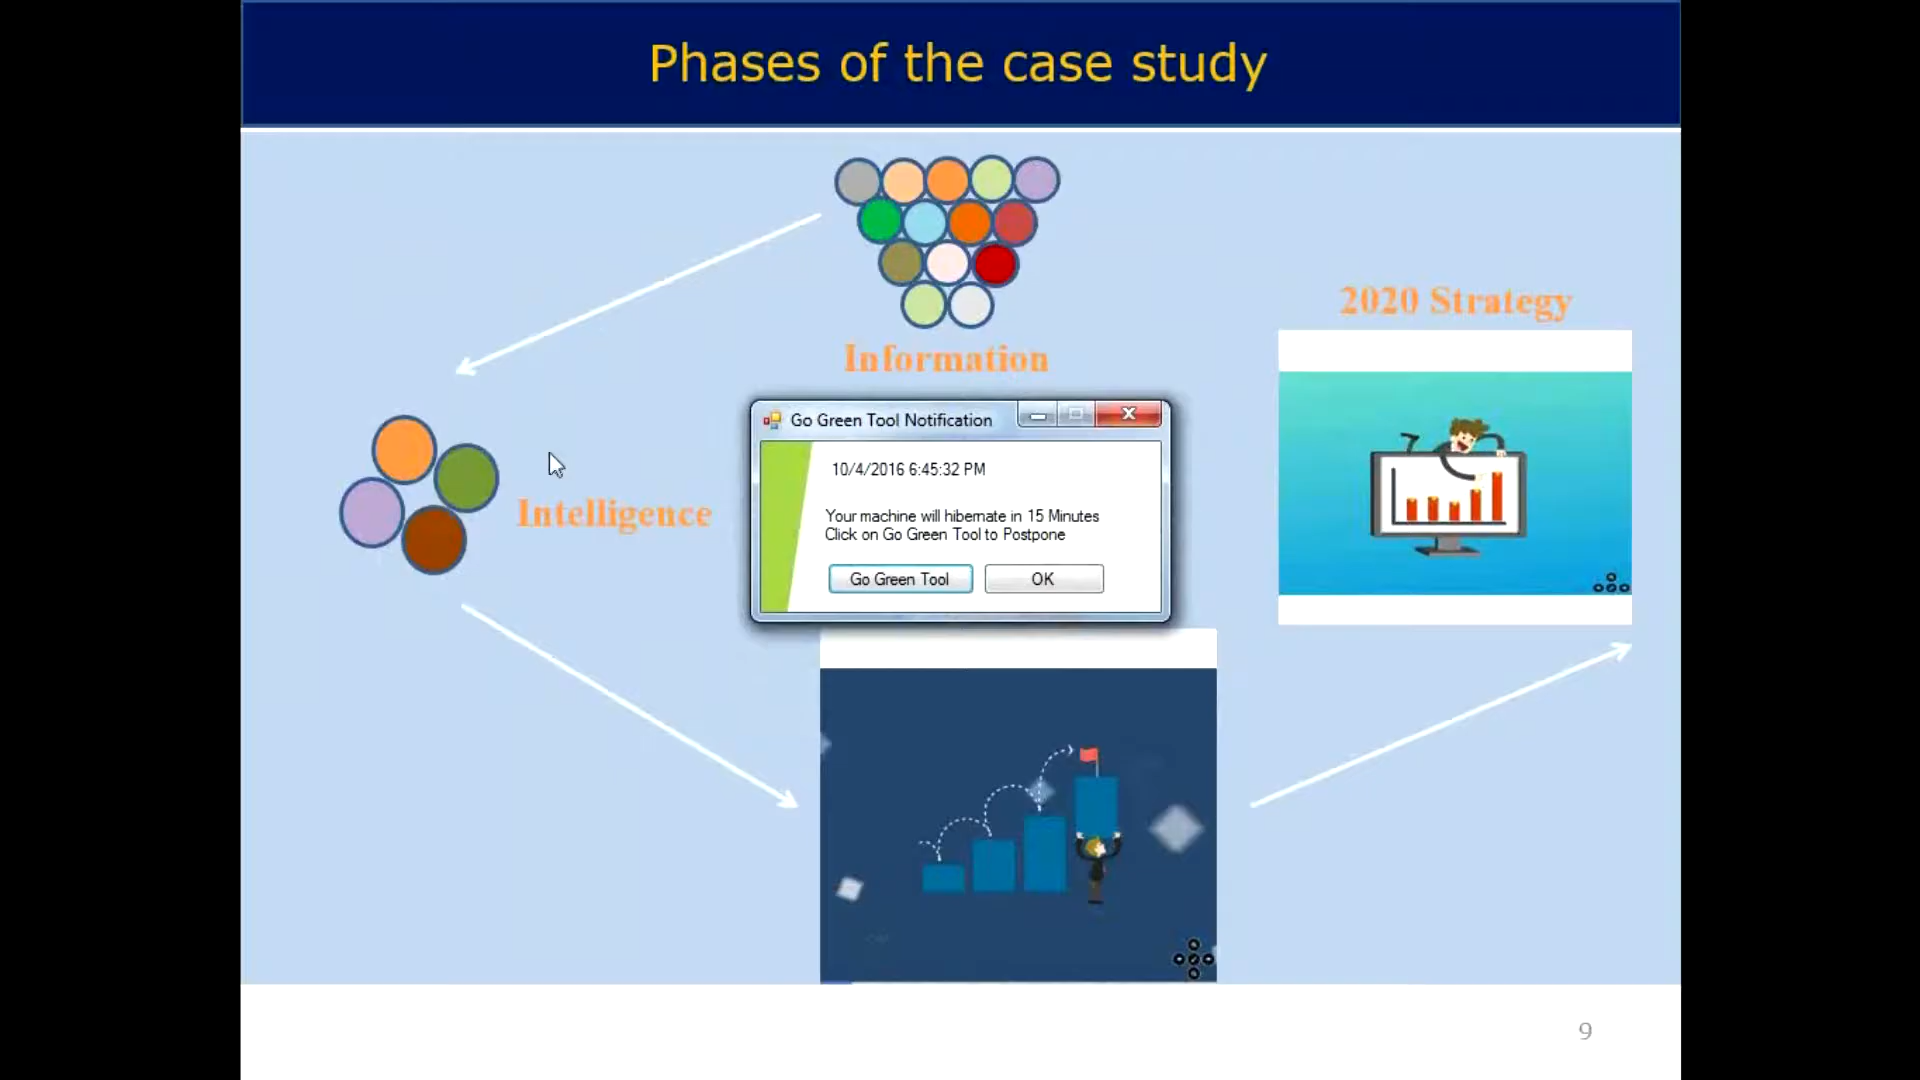 Phases of the case study
2020 Strategy
Information
Go Green Tool Notification
10/4/2016 6:45:32 PM
Your machine will hibernate in 15 Minutes
Click on Go Green Tool to Postpone
Go Green Tool
OK
Intelligence
9